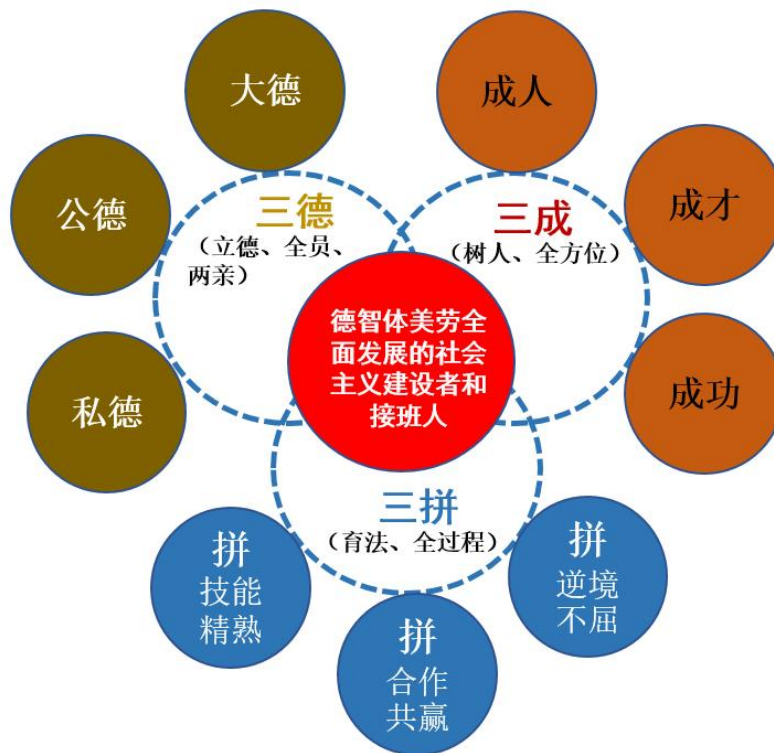 大德
成人
公德
三德
（立德、全员、
两亲）
三成
（树人、全方位）
成才
德智体美劳全
面发展的社会
主义建设者和
接班人
私德
成功
三拼
（育法、全过程）
拼
技能
精熟
拼
合作
共赢
拼
逆境
不屈